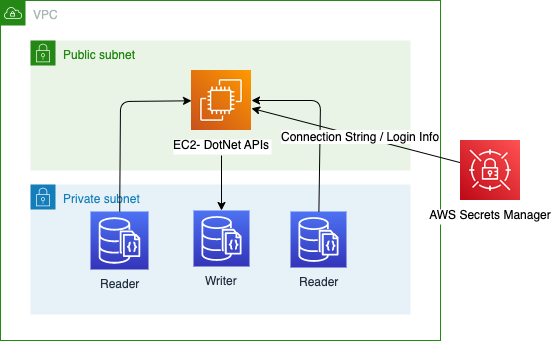 VPC
Public subnet
EC2- DotNet APIs
Connection String / Login Info
AWS Secrets Manager
Private subnet
{}
{}
{}
Reader
Writer
Reader